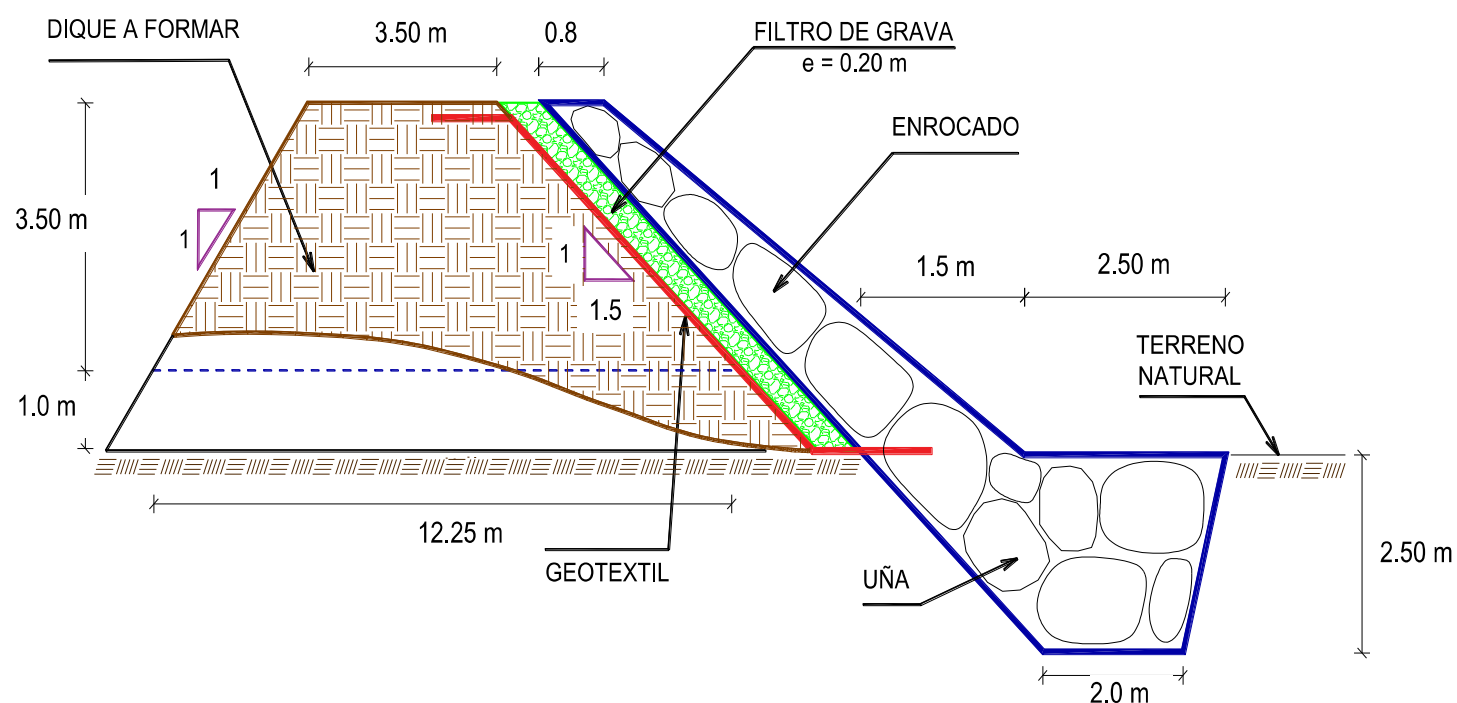 DIQUE A FORMAR
3.50 m
0.8
FILTRO DE GRAVA
e = 0.20 m
ENROCADO
1
1
3.50 m
1
1.5
1.5 m
2.50 m
TERRENO
NATURAL
1.0 m
12.25 m
GEOTEXTIL
UÑA
2.50 m
2.0 m